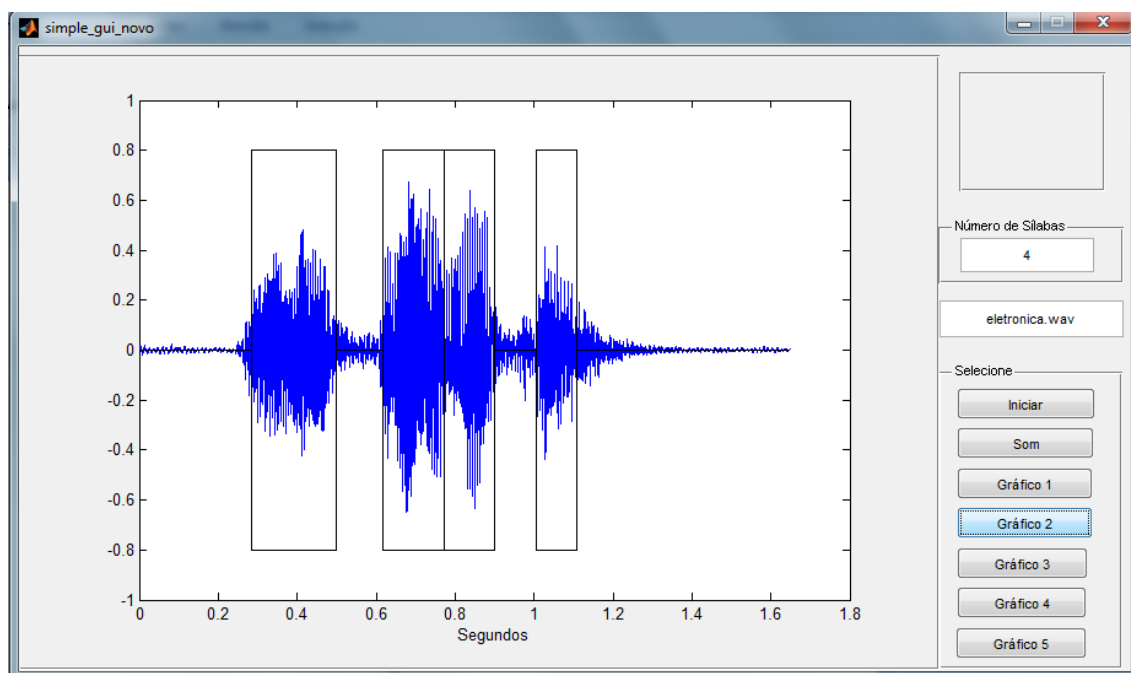 simple_gui_novo
1
0.8
0.6
0.4
0.2
0
-0.2
-0.4
-0.6
-0.8
-1
0 0.2 0.4 0.6 0.8 1 1.2 1.4 1.6 1.8
Segundos
Número de Sílabas
4
eletronica.wav
Selecione
Iniciar
Som
Gráfico 1
Gráfico 2
Gráfico 3
Gráfico 4
Gráfico 5